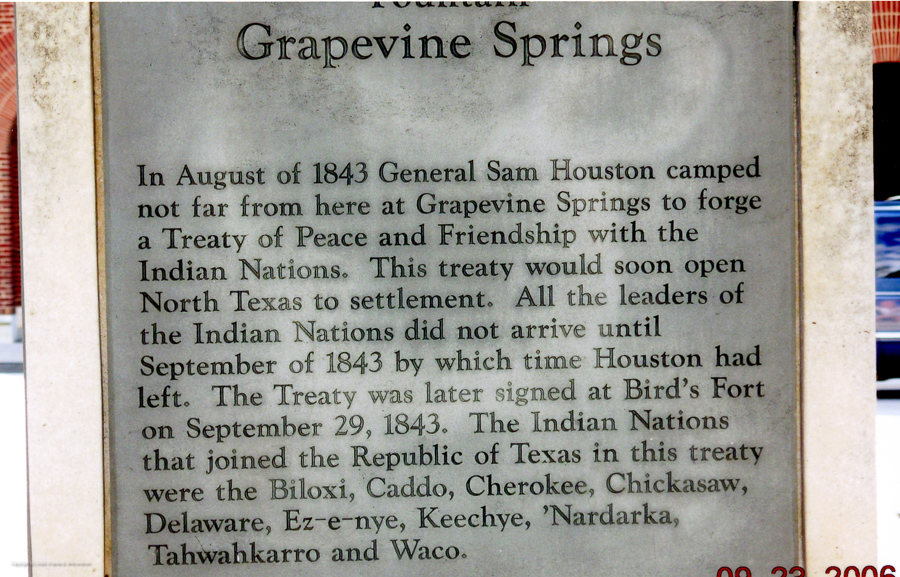 Fountain
Grapevine Springs
In August of 1843 General Sam Houston camped
not far from here at Grapevine Springs to forge
a Treaty of Peace and Friendship with the
Indian Nations. This treaty would soon open
North Texas to settlement. All the leaders of
the Indian Nations did not arrive until
September of 1843 by which time Houston had
left. The Treaty was later signed at Bird's Fort
on September 29, 1843. The Indian Nations
that joined the Republic of Texas in this treaty
were the Biloxi, Caddo, Cherokee, Chickasaw,
Delaware, Ez-e-nye, Keechye, 'Nardarka,
Tahwahkarro and Waco.
09 23 2006